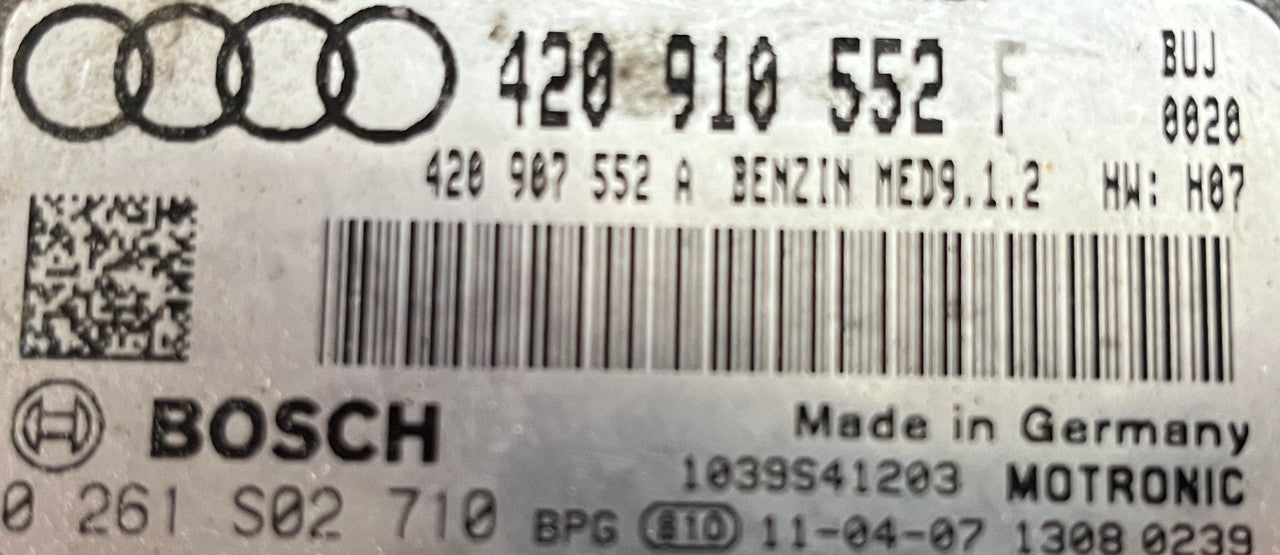 420 910 552 F
BUJ
0020
420 907 552 A BENZIN MED9.1.2 HW: H07
BOSCH
Made in Germany
1039S41203 MOTRONIC
0 261 S02 710 BPG 810 11-04-07 1308 0239